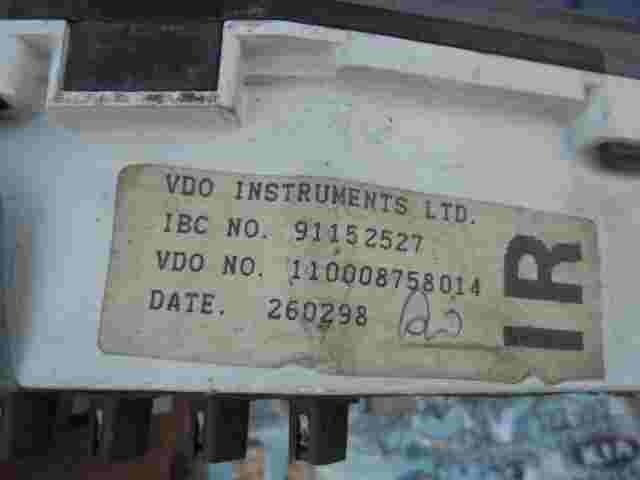 VDO INSTRUMENTS LTD.
IBC NO. 91152527
VDO NO. 110008758014
DATE. 260298
IR